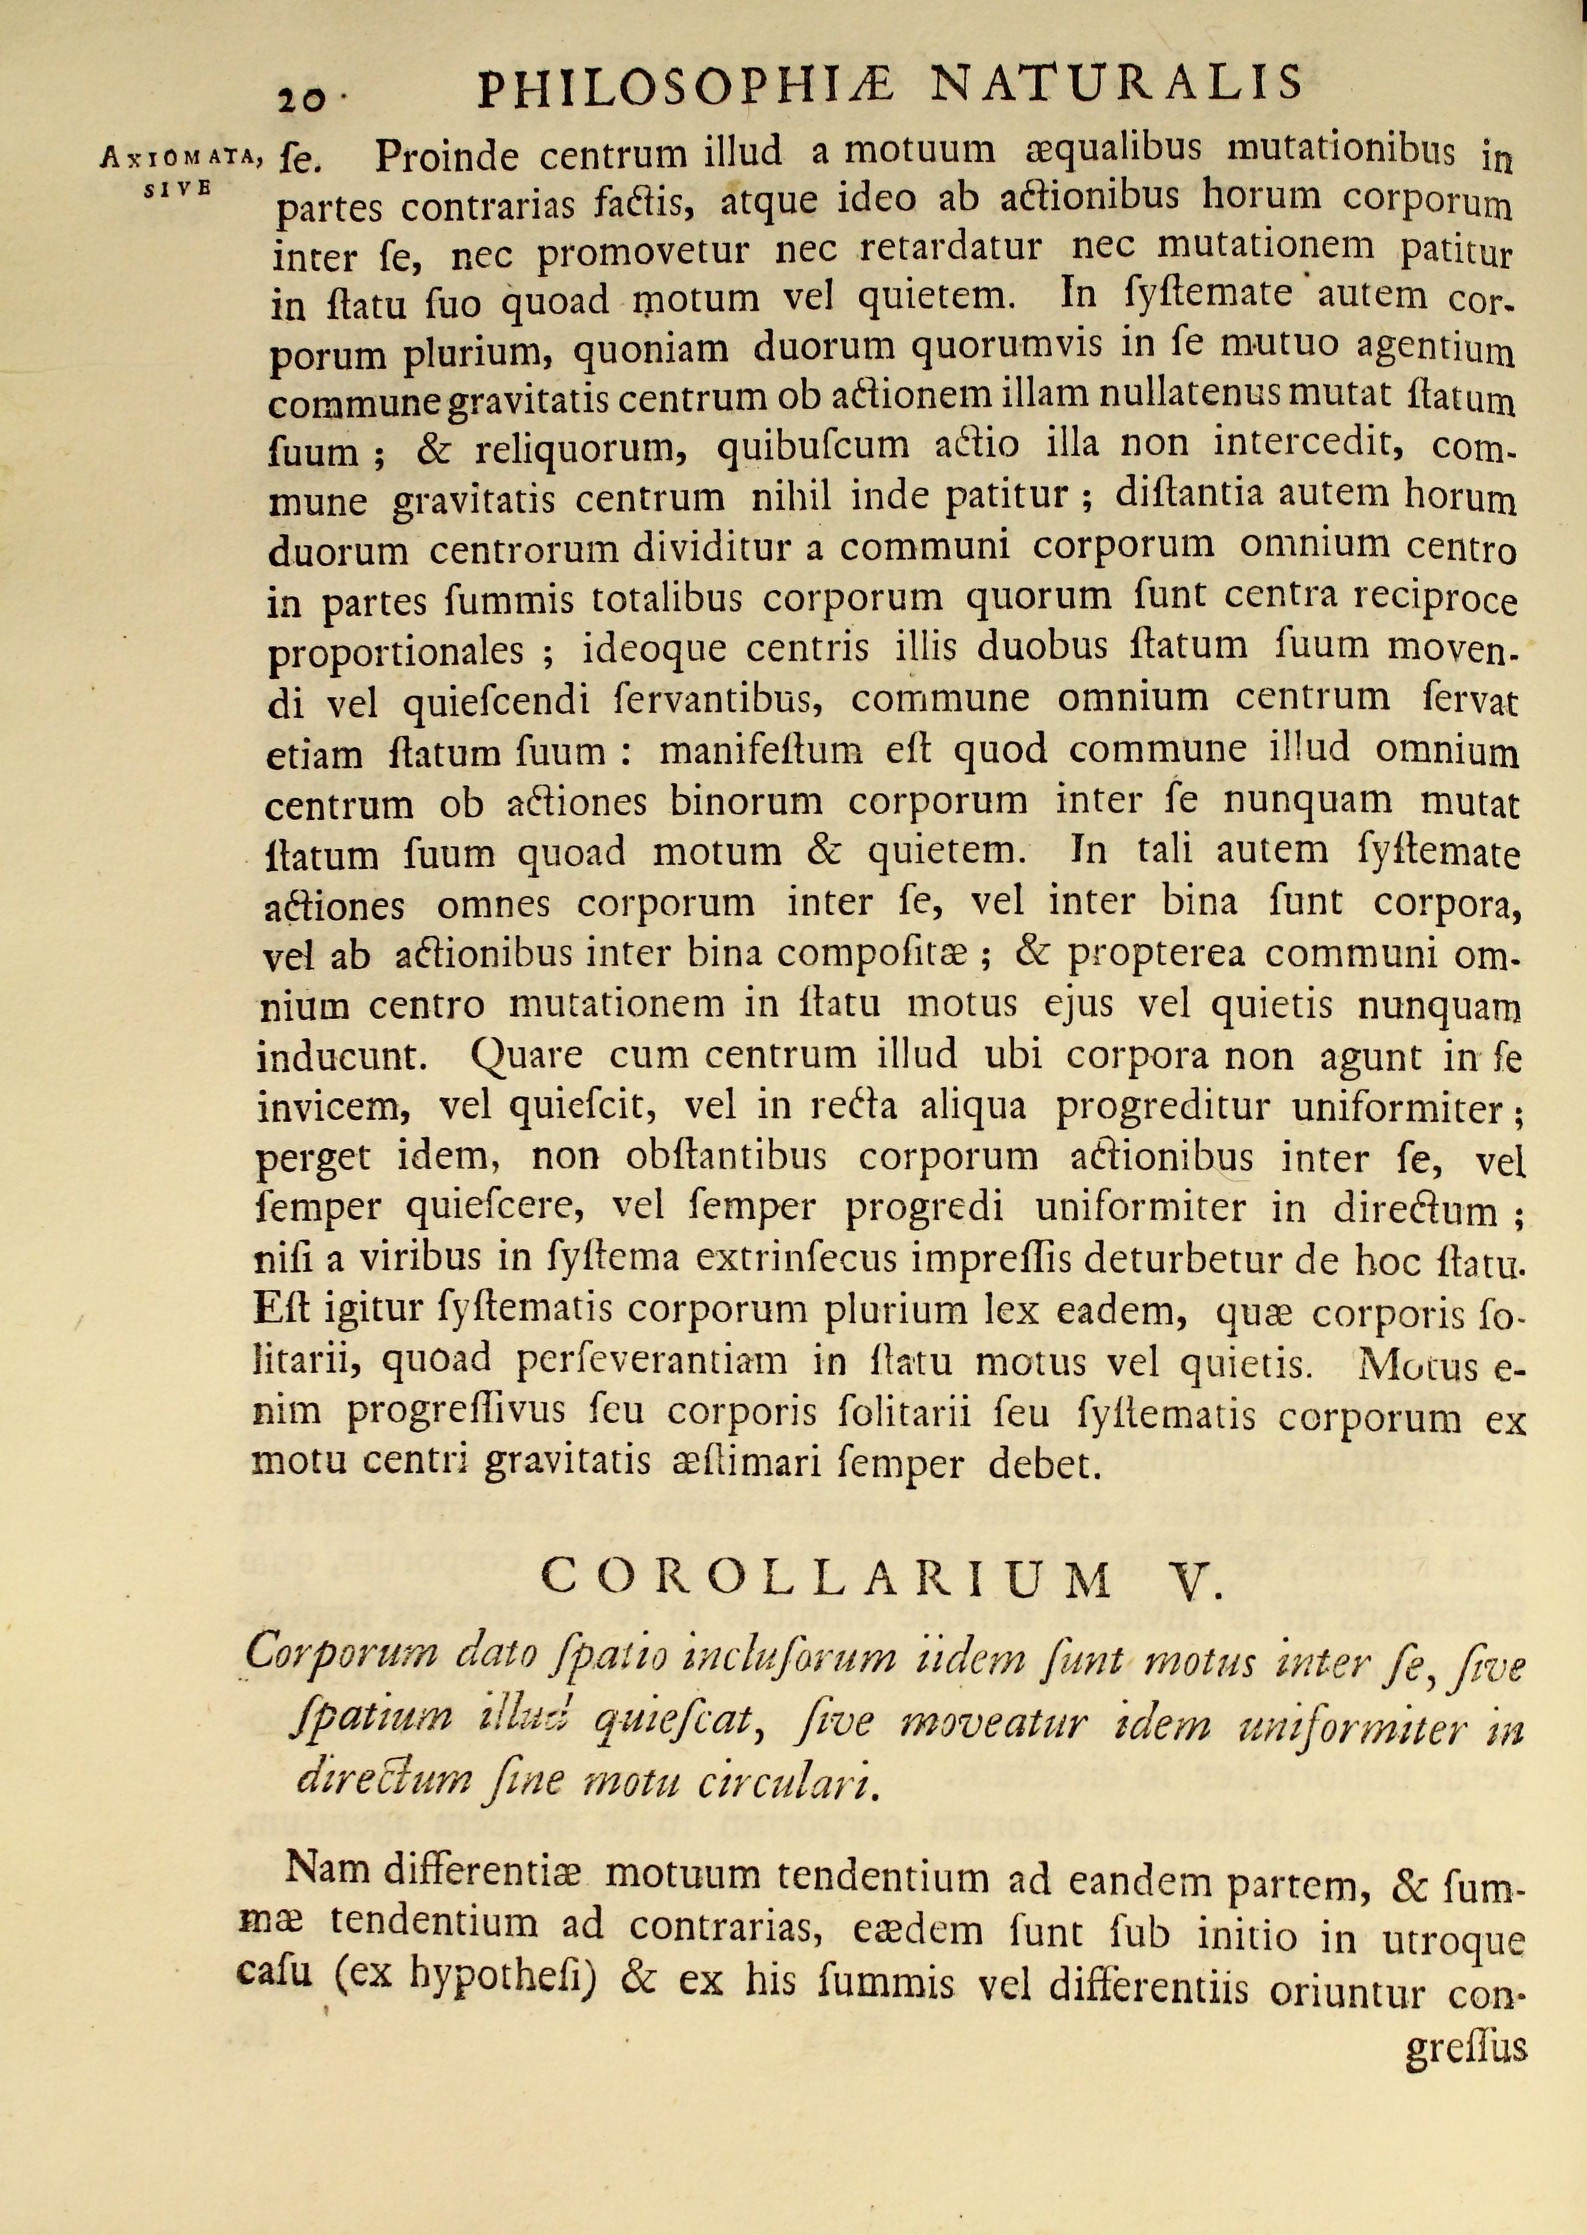 20 PHILOSOPHIÆ NATURALIS
AXIOMATA,
SIVE
ſe. Proinde centrum illud a motuum æqualibus mutationibus in
partes contrarias factis, atque ideo ab actionibus horum corporum
inter ſe, nec promovetur nec retardatur nec mutationem patitur
in ſtatu ſuo quoad motum vel quietem. In ſyſtemate autem cor-
porum plurium, quoniam duorum quorumvis in ſe mutuo agentium
commune gravitatis centrum ob actionem illam nullatenus mutat ſtatum
ſuum ; & reliquorum, quibuſcum actio illa non intercedit, com-
mune gravitatis centrum nihil inde patitur ; diſtantia autem horum
duorum centrorum dividitur a communi corporum omnium centro
in partes ſummis totalibus corporum quorum ſunt centra reciproce
proportionales ; ideoque centris illis duobus ſtatum ſuum moven-
di vel quieſcendi ſervantibus, commune omnium centrum ſervat
etiam ſtatum ſuum : manifeſtum eſt quod commune illud omnium
centrum ob actiones binorum corporum inter ſe nunquam mutat
ſtatum ſuum quoad motum & quietem. In tali autem ſyſtemate
actiones omnes corporum inter ſe, vel inter bina ſunt corpora,
vel ab actionibus inter bina compoſitæ ; & propterea communi om-
nium centro mutationem in ſtatu motus ejus vel quietis nunquam
inducunt. Quare cum centrum illud ubi corpora non agunt in ſe
invicem, vel quieſcit, vel in recta aliqua progreditur uniformiter ;
perget idem, non obſtantibus corporum actionibus inter ſe, vel
ſemper quieſcere, vel ſemper progredi uniformiter in directum ;
niſi a viribus in ſyſtema extrinſecus impreſſis deturbetur de hoc ſtatu.
Eſt igitur ſyſtematis corporum plurium lex eadem, quæ corporis ſo-
litarii, quoad perſeverantiam in ſtatu motus vel quietis. Motus e-
nim progreſſivus ſeu corporis ſolitarii ſeu ſyſtematis corporum ex
motu centri gravitatis æſtimari ſemper debet.
COROLLARIUM V.
Corporum dato ſpatio incluſorum iidem ſunt motus inter ſe, ſive
ſpatium illud quieſcat, ſive moveatur idem uniformiter in
directum ſine motu circulari.
Nam differentiæ motuum tendentium ad eandem partem, & ſum-
mæ tendentium ad contrarias, eædem ſunt ſub initio in utroque
caſu (ex hypotheſi) & ex his ſummis vel differentiis oriuntur con-
greſſus